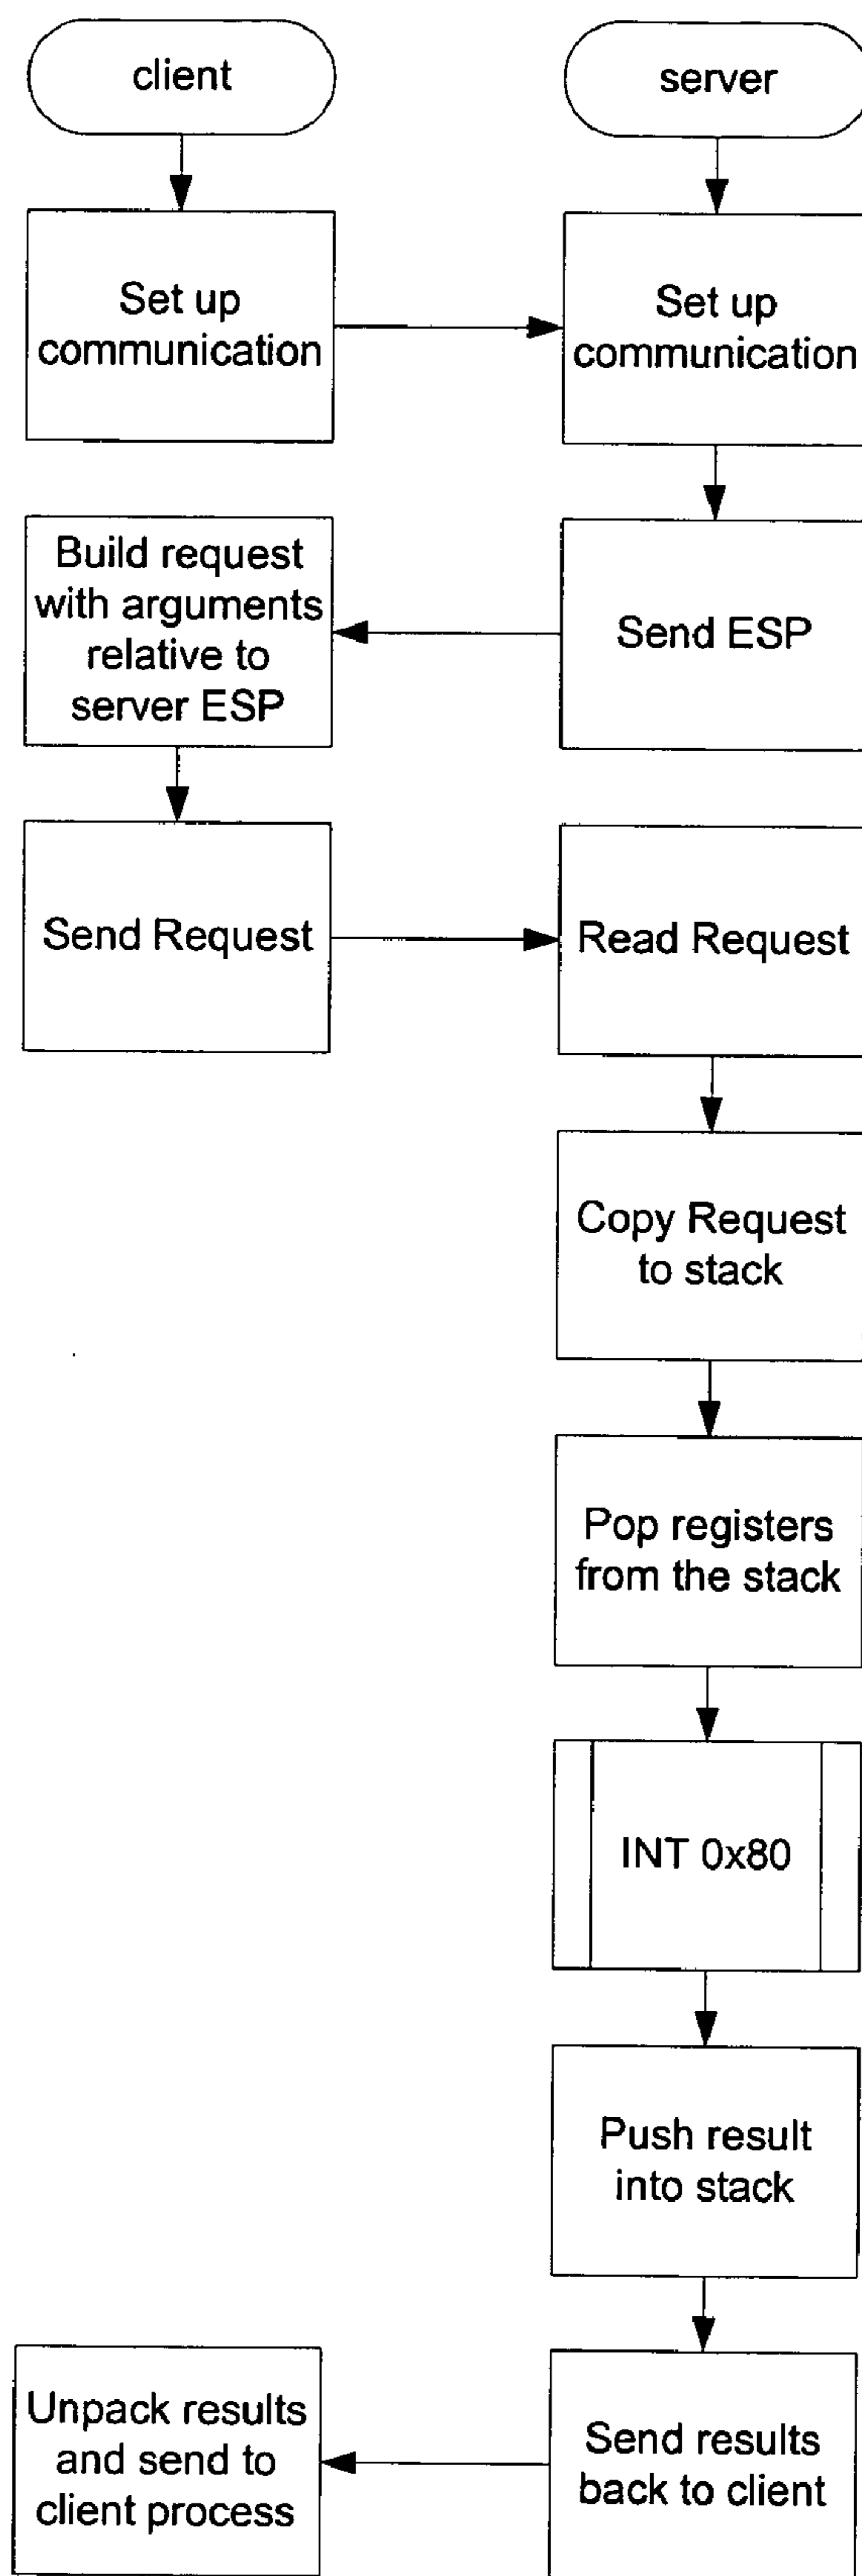 client
server
Set up
communication
Set up
communication
Build request
with arguments
relative to
server ESP
Send ESP
Send Request
Read Request
Copy Request
to stack
Pop registers
from the stack
INT 0x80
Push result
into stack
Unpack results
and send to
client process
Send results
back to client